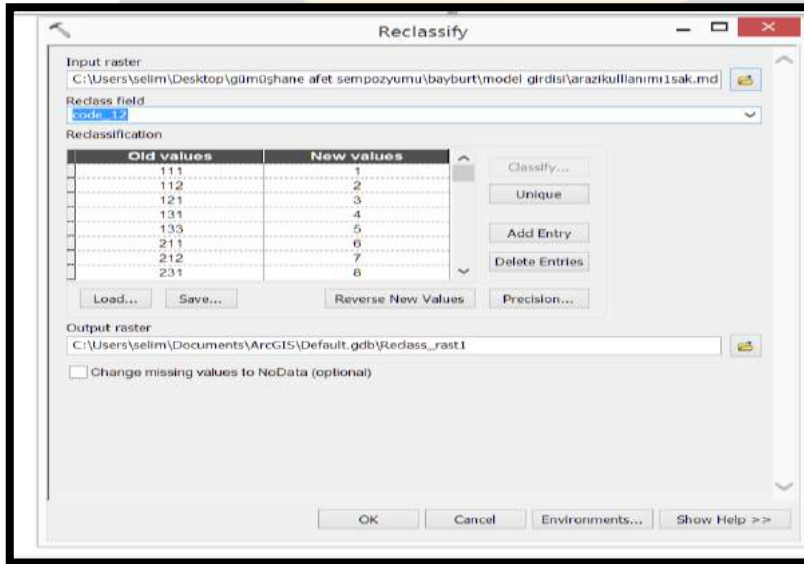 Reclassify
Input raster
C:\Users\selim\Desktop\gümüşhane afet sempozyumu\bayburt\model girdisi\arazikulllanımı1sak.md
Reclass field
code_12
Reclassification
Old values New values
111 1
112 2
121 3
131 4
133 5
211 6
212 7
231 8
Classify...
Unique
Add Entry
Delete Entries
Load... Save... Reverse New Values Precision...
Output raster
C:\Users\selim\Documents\ArcGIS\Default.gdb\Reclass_rast1
Change missing values to NoData (optional)
OK Cancel Environments... Show Help >>